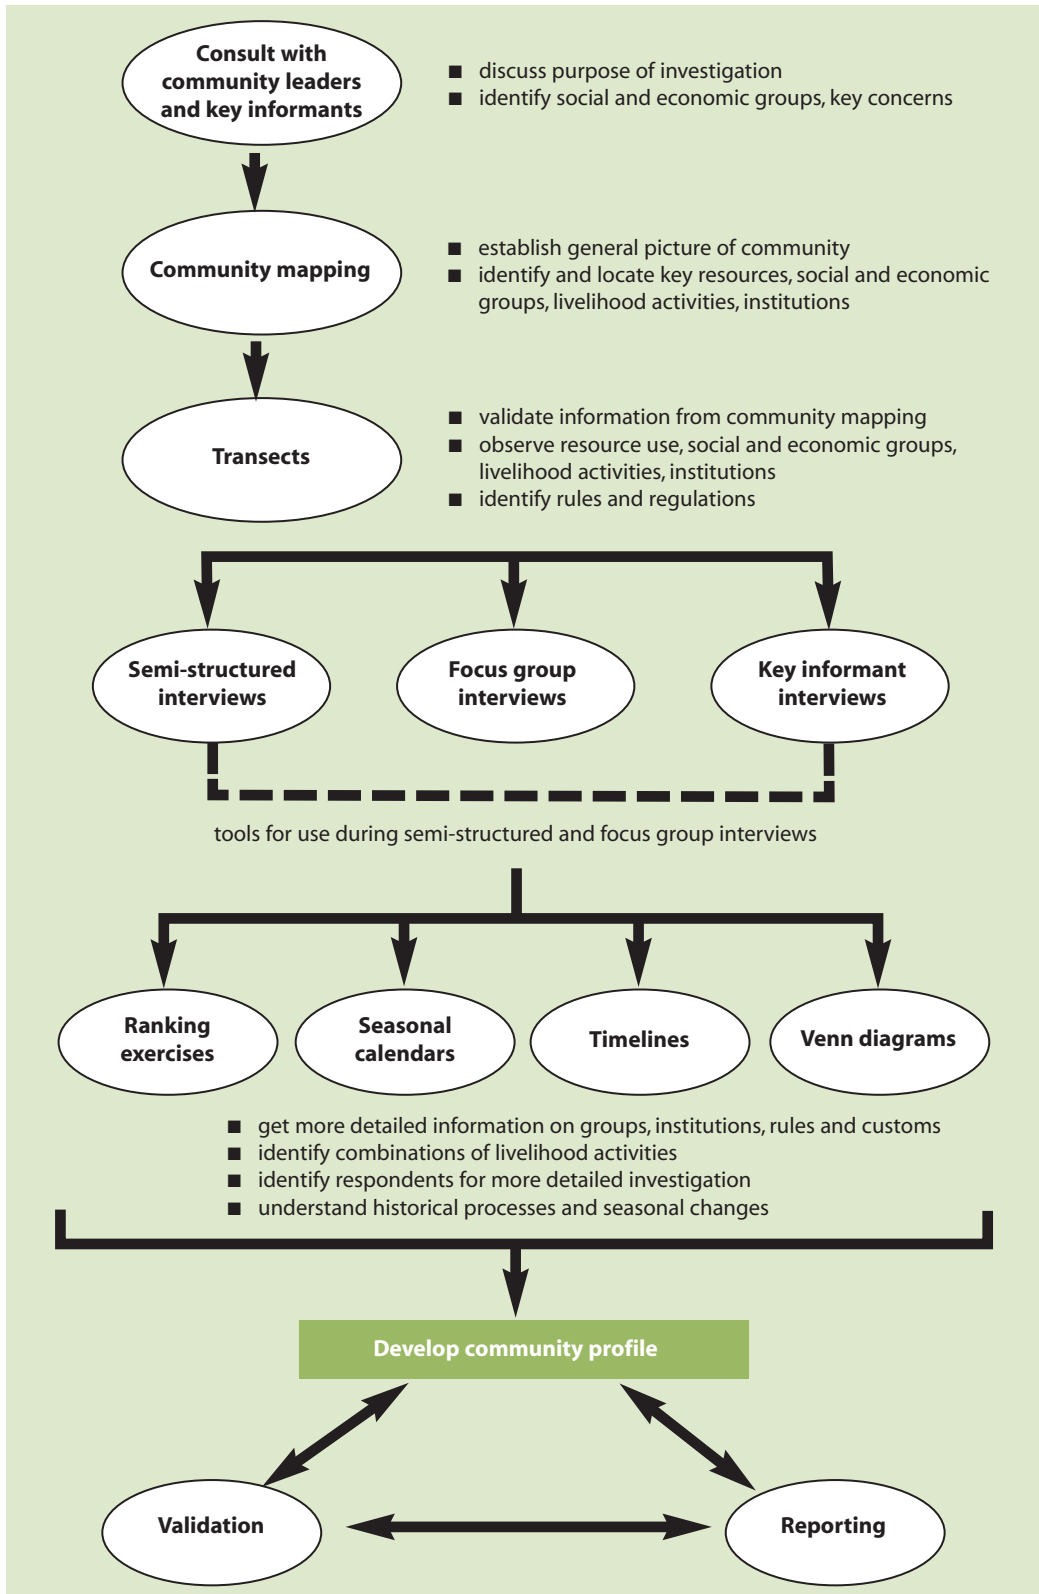 Consult with
community leaders
and key informants
■ discuss purpose of investigation
■ identify social and economic groups, key concerns
Community mapping
■ establish general picture of community
■ identify and locate key resources, social and economic
groups, livelihood activities, institutions
Transects
■ validate information from community mapping
■ observe resource use, social and economic groups,
livelihood activities, institutions
■ identify rules and regulations
Semi-structured
interviews
Focus group
interviews
Key informant
interviews
tools for use during semi-structured and focus group interviews
Ranking
exercises
Seasonal
calendars
Timelines
Venn diagrams
■ get more detailed information on groups, institutions, rules and customs
■ identify combinations of livelihood activities
■ identify respondents for more detailed investigation
■ understand historical processes and seasonal changes
Develop community profile
Validation
Reporting